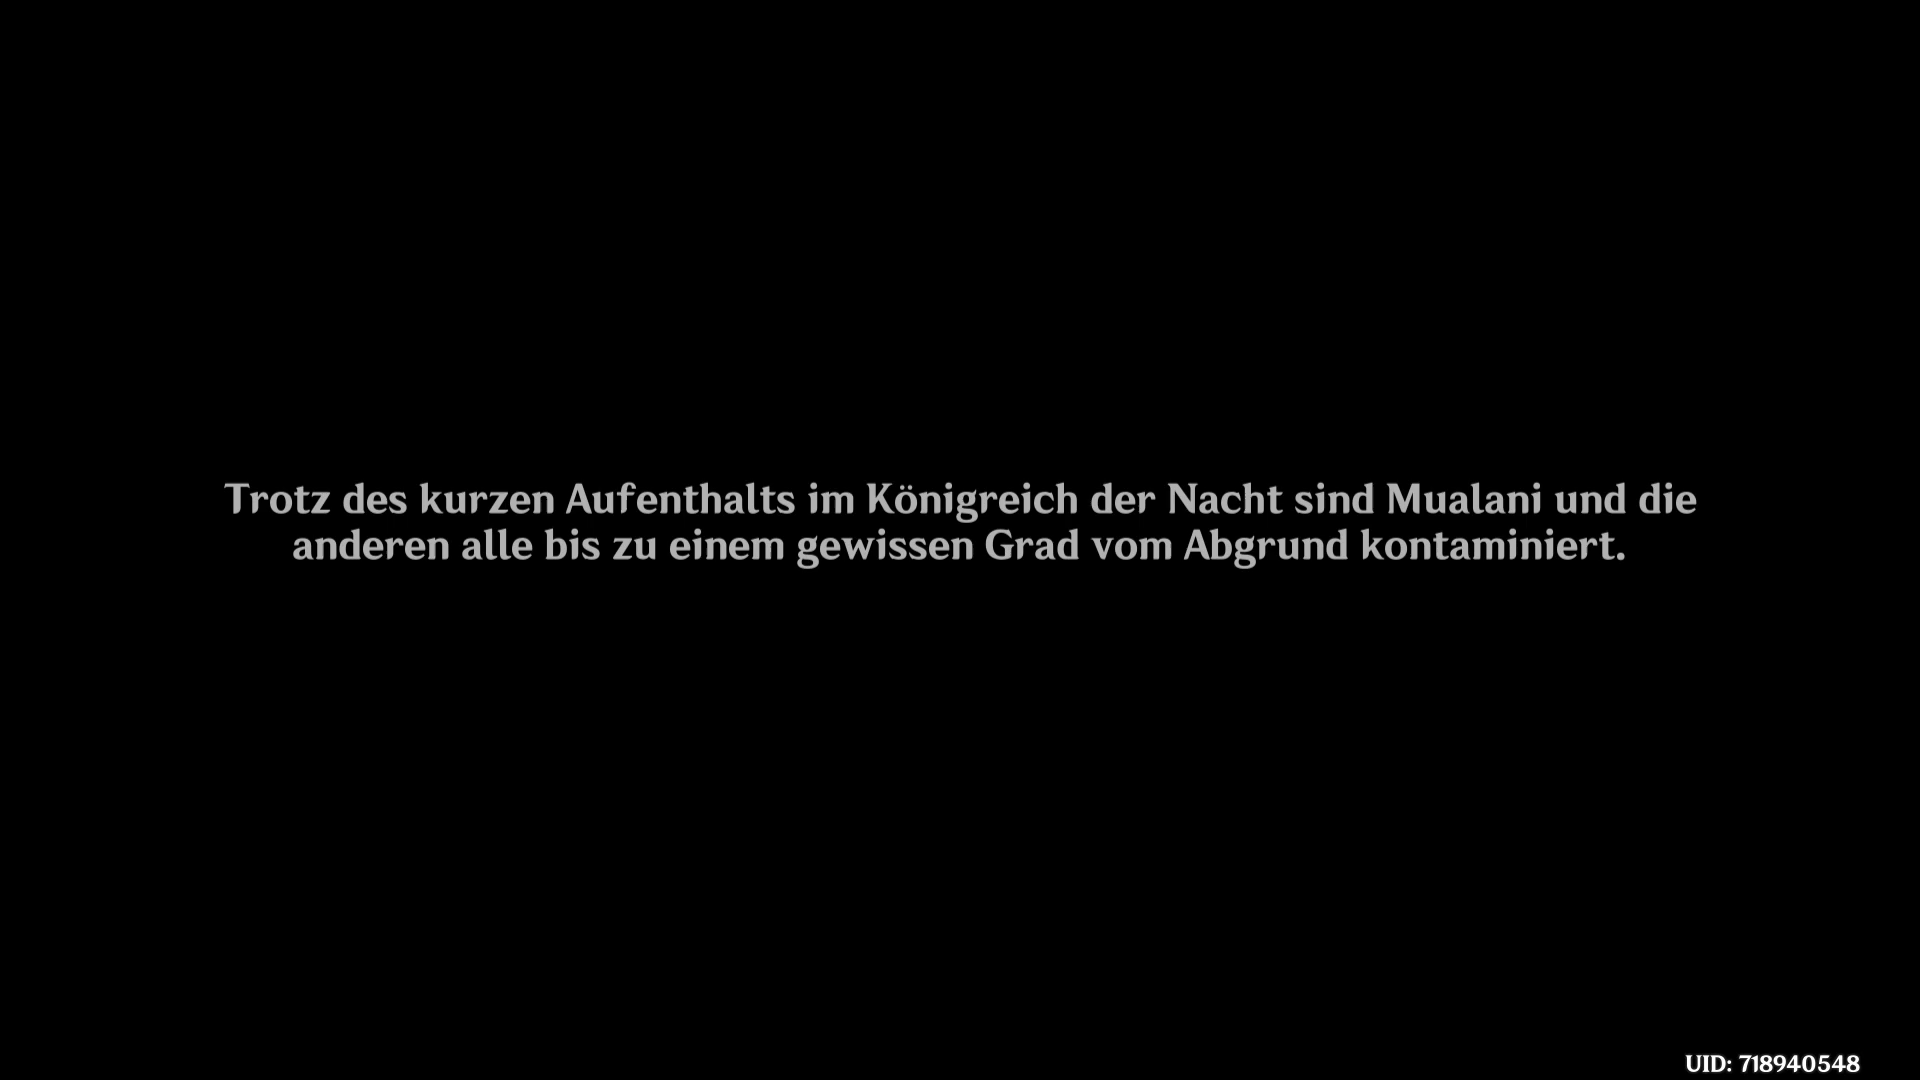 Trotz des kurzen Aufenthalts im Königreich der Nacht sind Mualani und die
anderen alle bis zu einem gewissen Grad vom Abgrund kontaminiert.
UID: 718940548